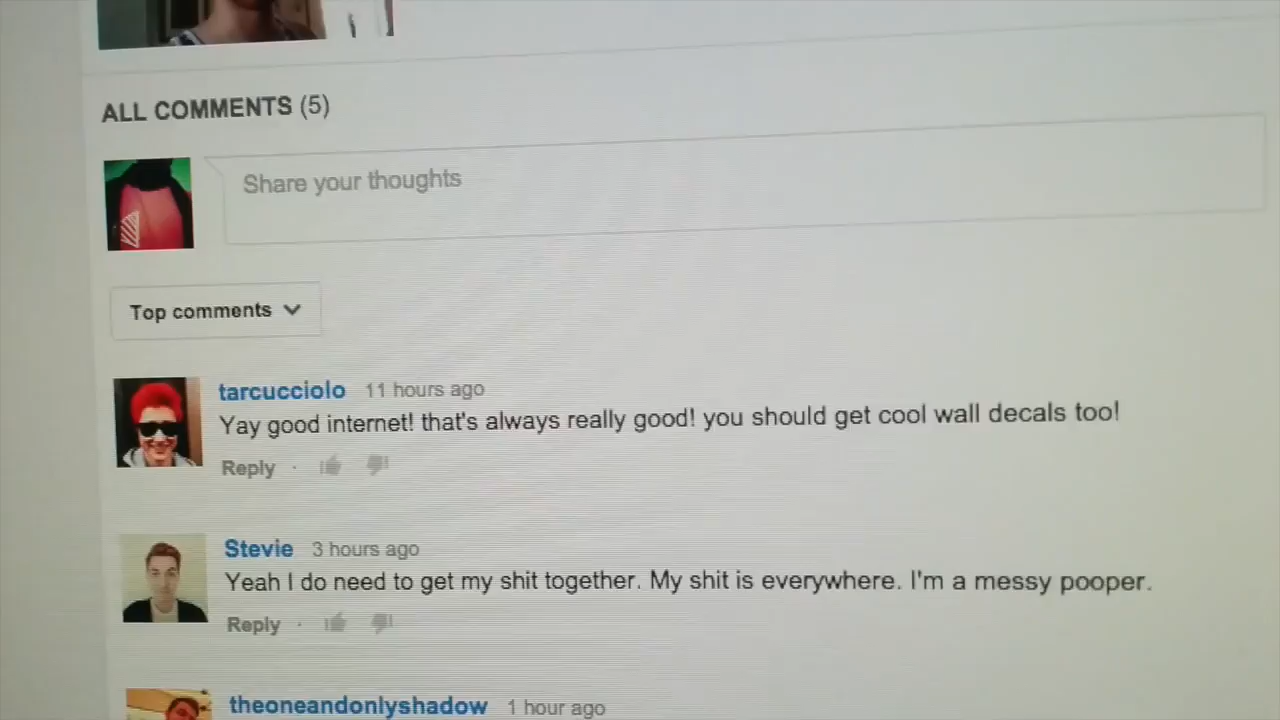 ALL COMMENTS (5)
Share your thoughts
Top comments
tarcucciolo 11 hours ago
Yay good internet! that's always really good! you should get cool wall decals too!
Reply ·
Stevie 3 hours ago
Yeah I do need to get my shit together. My shit is everywhere. I'm a messy pooper.
Reply ·
theoneandonlyshadow 1 hour ago